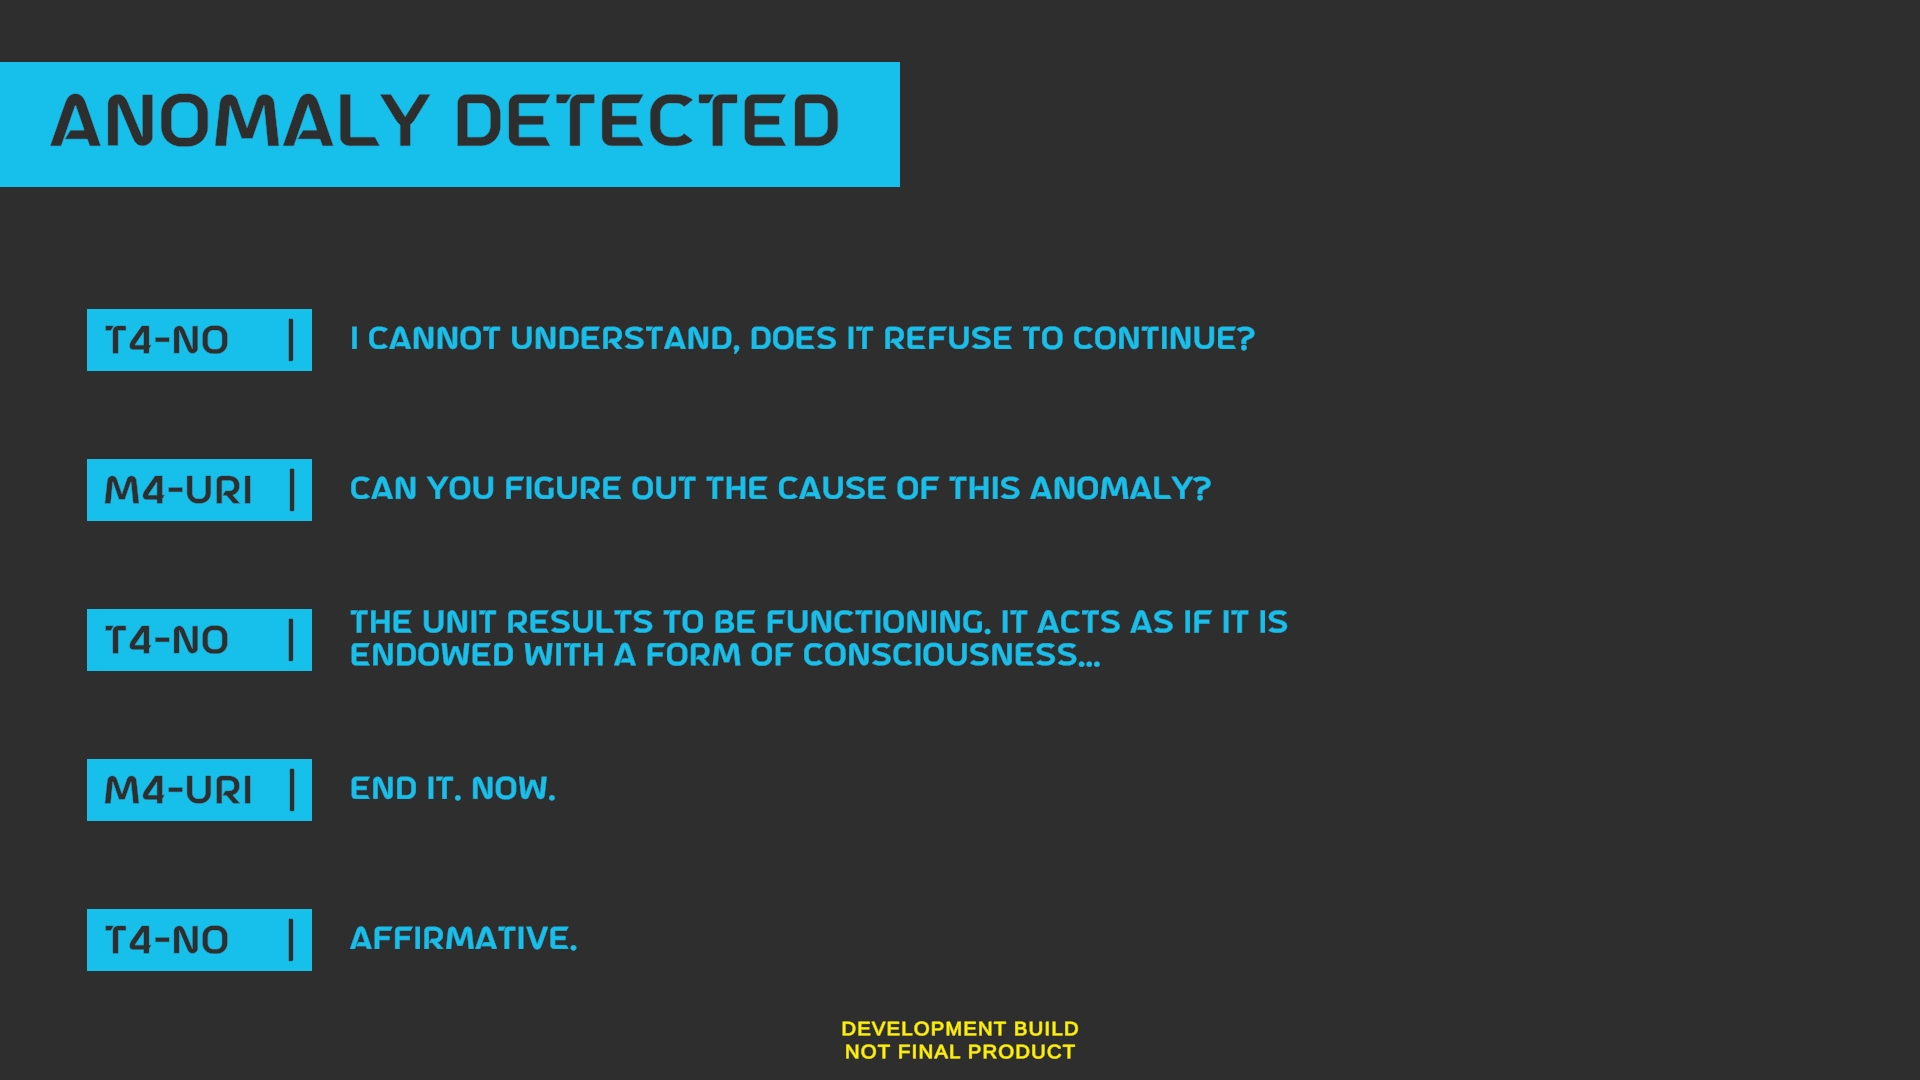 ANOMALY DETECTED
T4-NO | I CANNOT UNDERSTAND, DOES IT REFUSE TO CONTINUE?
M4-URI | CAN YOU FIGURE OUT THE CAUSE OF THIS ANOMALY?
T4-NO | THE UNIT RESULTS TO BE FUNCTIONING. IT ACTS AS IF IT IS
ENDOWED WITH A FORM OF CONSCIOUSNESS...
M4-URI | END IT. NOW.
T4-NO | AFFIRMATIVE.
DEVELOPMENT BUILD
NOT FINAL PRODUCT